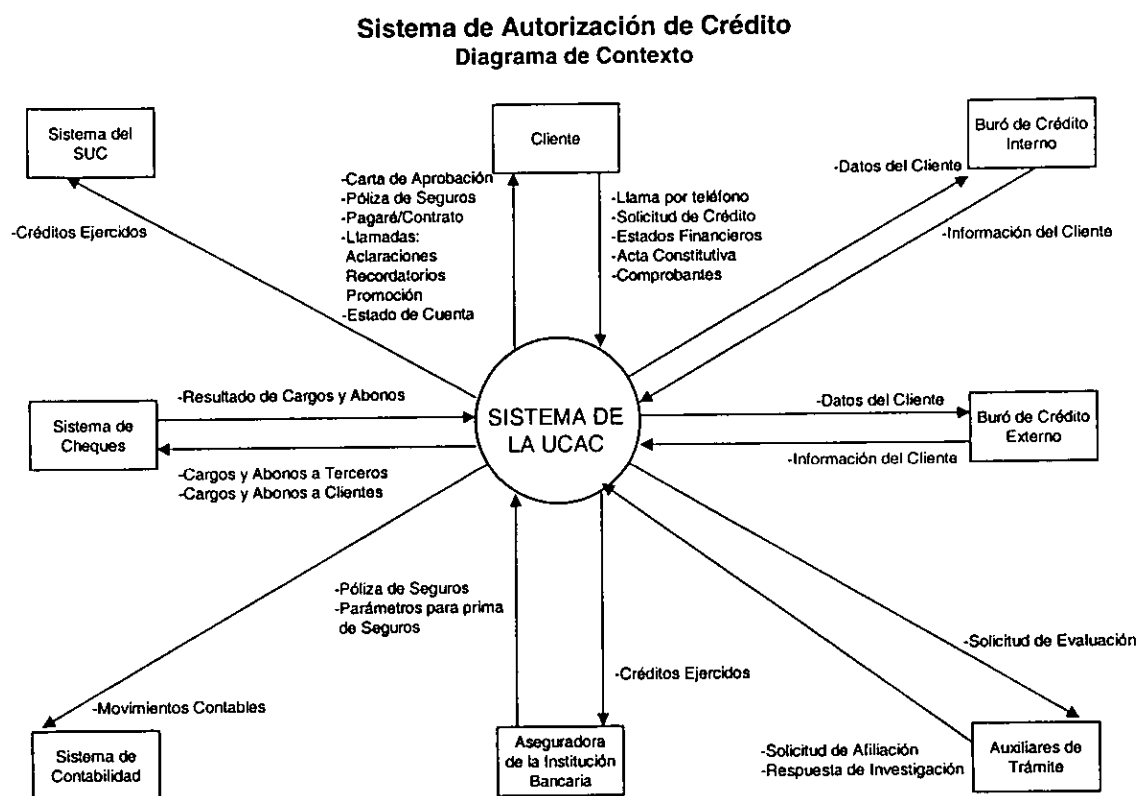 Sistema de Autorización de Crédito
Diagrama de Contexto
Sistema del
SUC
Cliente
Buró de Crédito
Interno
-Créditos Ejercidos
-Carta de Aprobación
-Póliza de Seguros
-Pagaré/Contrato
-Llamadas:
Aclaraciones
Recordatorios
Promoción
-Estado de Cuenta
-Llama por teléfono
-Solicitud de Crédito
-Estados Financieros
-Acta Constitutiva
-Comprobantes
-Datos del Cliente
-Información del Cliente
Sistema de
Cheques
-Resultado de Cargos y Abonos
-Cargos y Abonos a Terceros
-Cargos y Abonos a Clientes
SISTEMA DE
LA UCAC
-Datos del Cliente
-Información del Cliente
Buró de Crédito
Externo
-Póliza de Seguros
-Parámetros para prima
de Seguros
-Créditos Ejercidos
-Solicitud de Evaluación
-Movimientos Contables
-Solicitud de Afiliación
-Respuesta de Investigación
Sistema de
Contabilidad
Aseguradora
de la Institución
Bancaria
Auxiliares de
Trámite